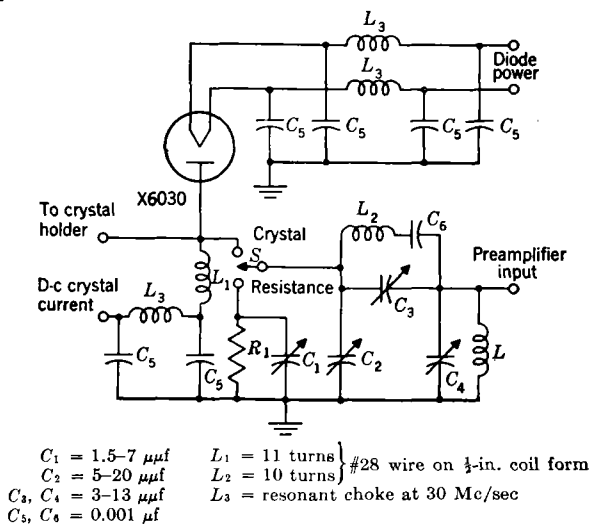 L₃
Diode
power
L₃
C₅
C₅
C₅
C₅
X6030
To crystal
holder
Crystal
S
L₂
C₆
Preamplifier
input
D-c crystal
current
L₃
L₁
Resistance
C₃
C₅
C₅
R₁
C₁
C₂
C₄
L
C₁ = 1.5–7 μμf L₁ = 11 turns
C₂ = 5–20 μμf L₂ = 10 turns } #28 wire on ½-in. coil form
C₃, C₄ = 3–13 μμf L₃ = resonant choke at 30 Mc/sec
C₅, C₆ = 0.001 μf